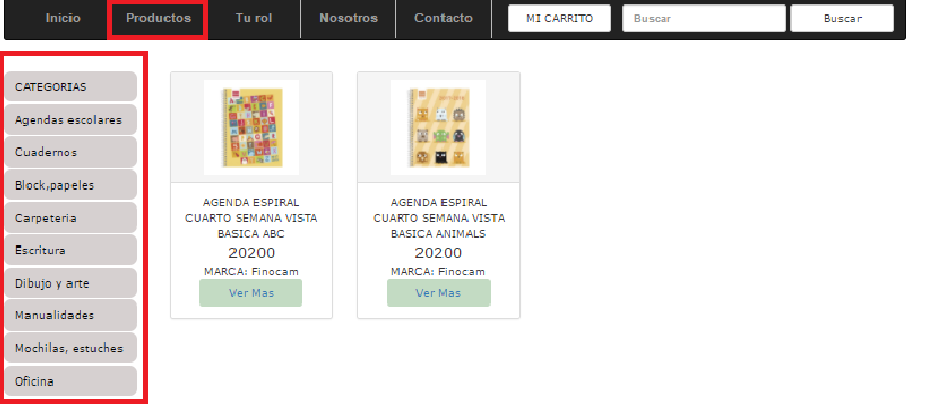 Inicio
Productos
Tu rol
Nosotros
Contacto
MI CARRITO
Buscar
Buscar
CATEGORIAS
Agendas escolares
Cuadernos
Block,papeles
Carpeteria
Escritura
Dibujo y arte
Manualidades
Mochilas, estuches
Oficina
AGENDA ESPIRAL
CUARTO SEMANA VISTA
BASICA ABC
20200
MARCA: Finocam
Ver Mas
AGENDA ESPIRAL
CUARTO SEMANA VISTA
BASICA ANIMALS
20200
MARCA: Finocam
Ver Mas